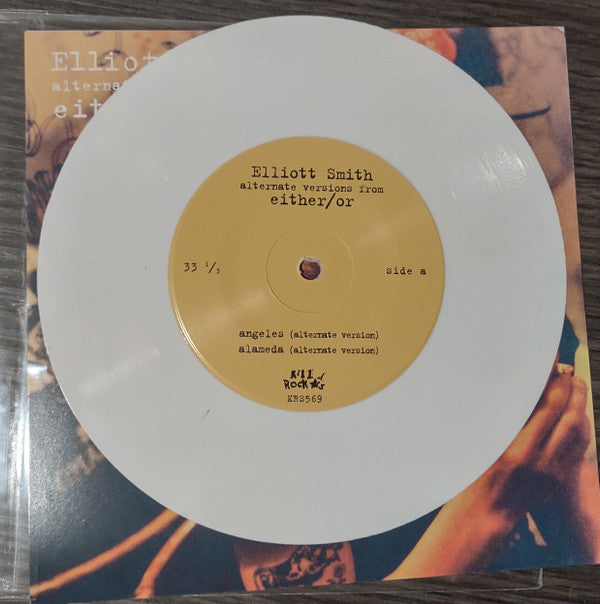 Elliott
alterna
eit
Elliott Smith
alternate versions from
either/or
33 1/3
side a
angeles (alternate version)
alameda (alternate version)
KILL
ROCK★S
KRS569